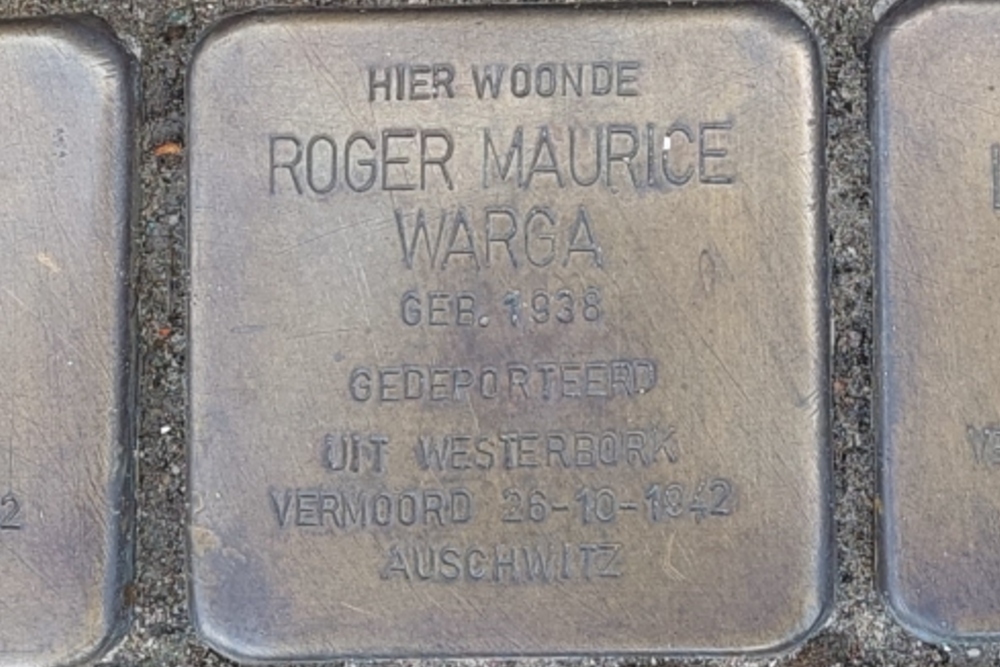 HIER WOONDE
ROGER MAURICE
WARGA
GEB. 1938
GEDEPORTEERD
UIT WESTERBORK
VERMOORD 26-10-1942
AUSCHWITZ